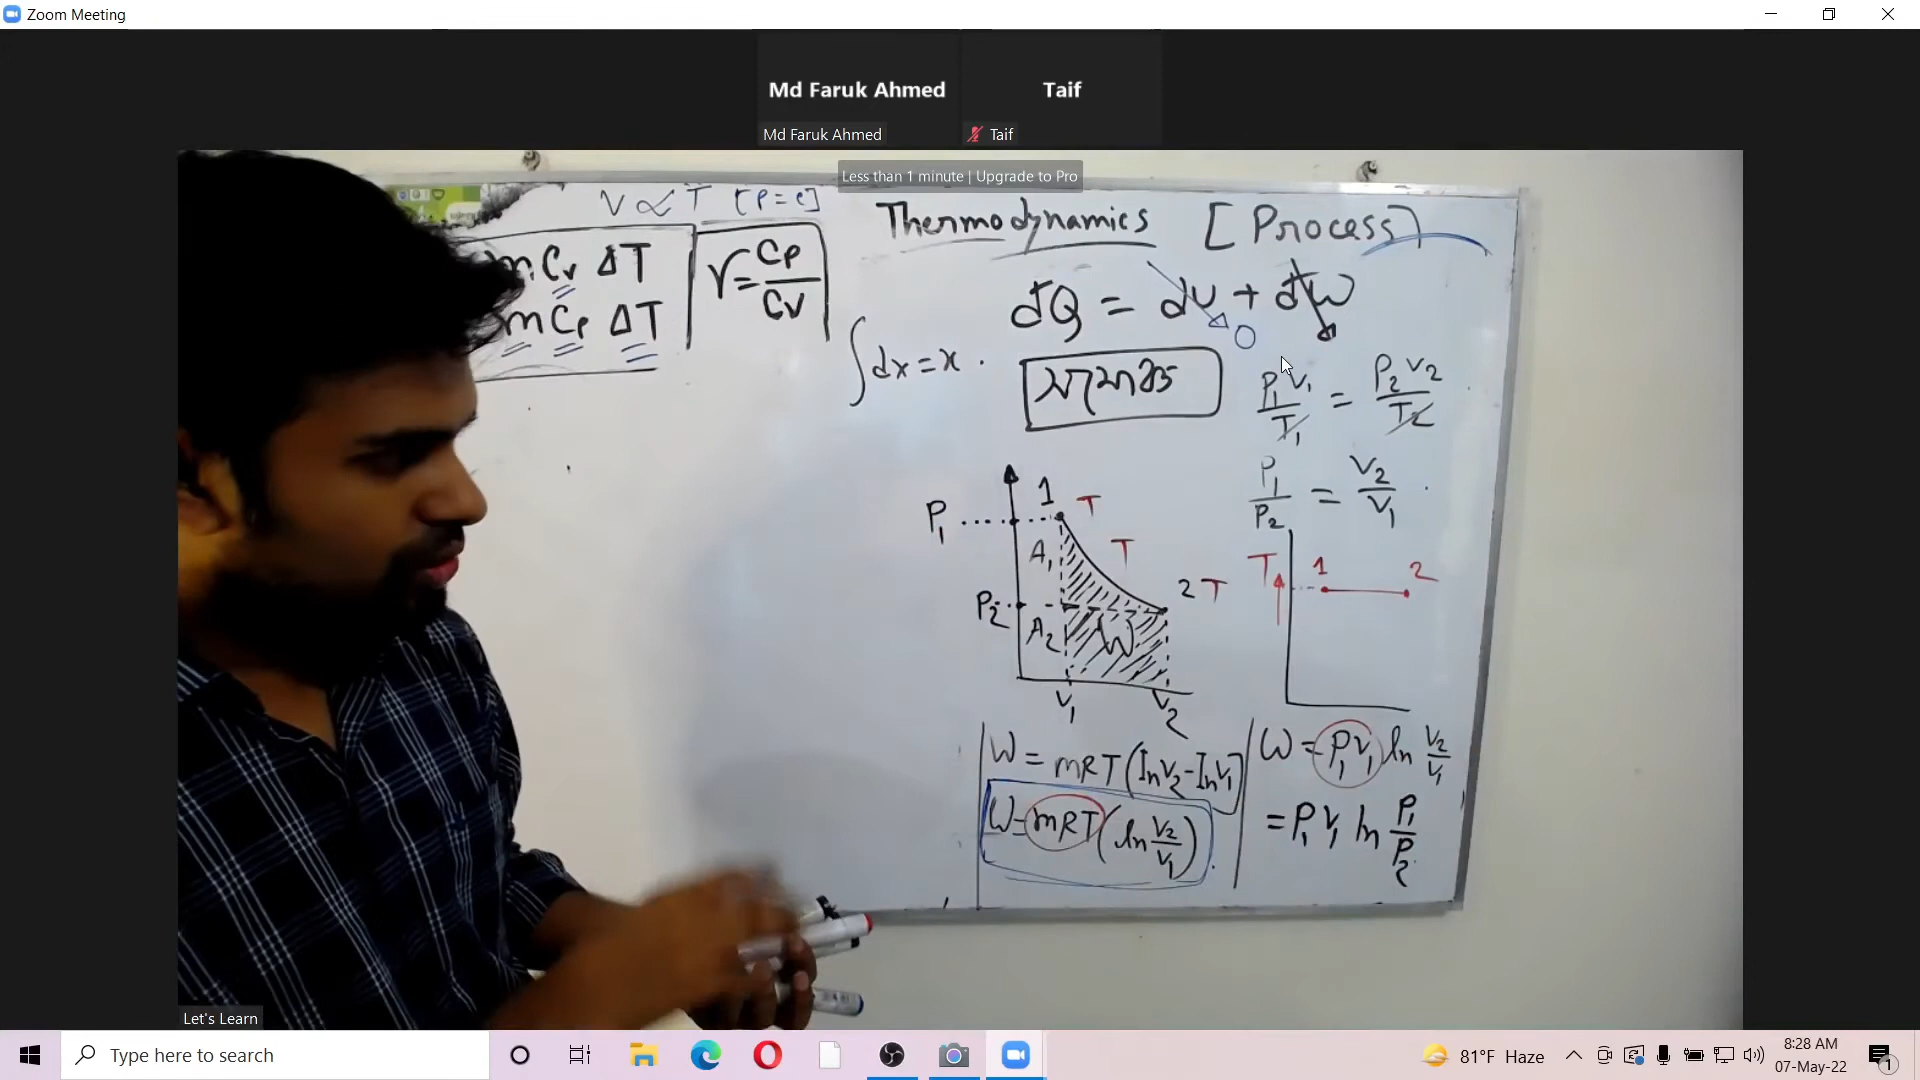 Zoom Meeting
Md Faruk Ahmed
Taif
Md Faruk Ahmed
Taif
Less than 1 minute | Upgrade to Pro
V ∝ T [P=c]
Thermodynamics [Process]
mCv ΔT
mCp ΔT
γ = Cp/Cv
dQ = dU + dW
0
∫dx = x
P₁V₁/T₁ = P₂V₂/T₂
P₁/P₂ = V₂/V₁
P₁
1
T
A₁
T
P₂
2 T
A₂
W
V₁
V₂
T
1
2
W = mRT (lnV₂-lnV₁)
W = mRT (ln V₂/V₁)
W = P₁V₁ ln V₂/V₁
= P₁V₁ ln P₁/P₂
Let's Learn
Type here to search
81°F Haze
8:28 AM
07-May-22
1